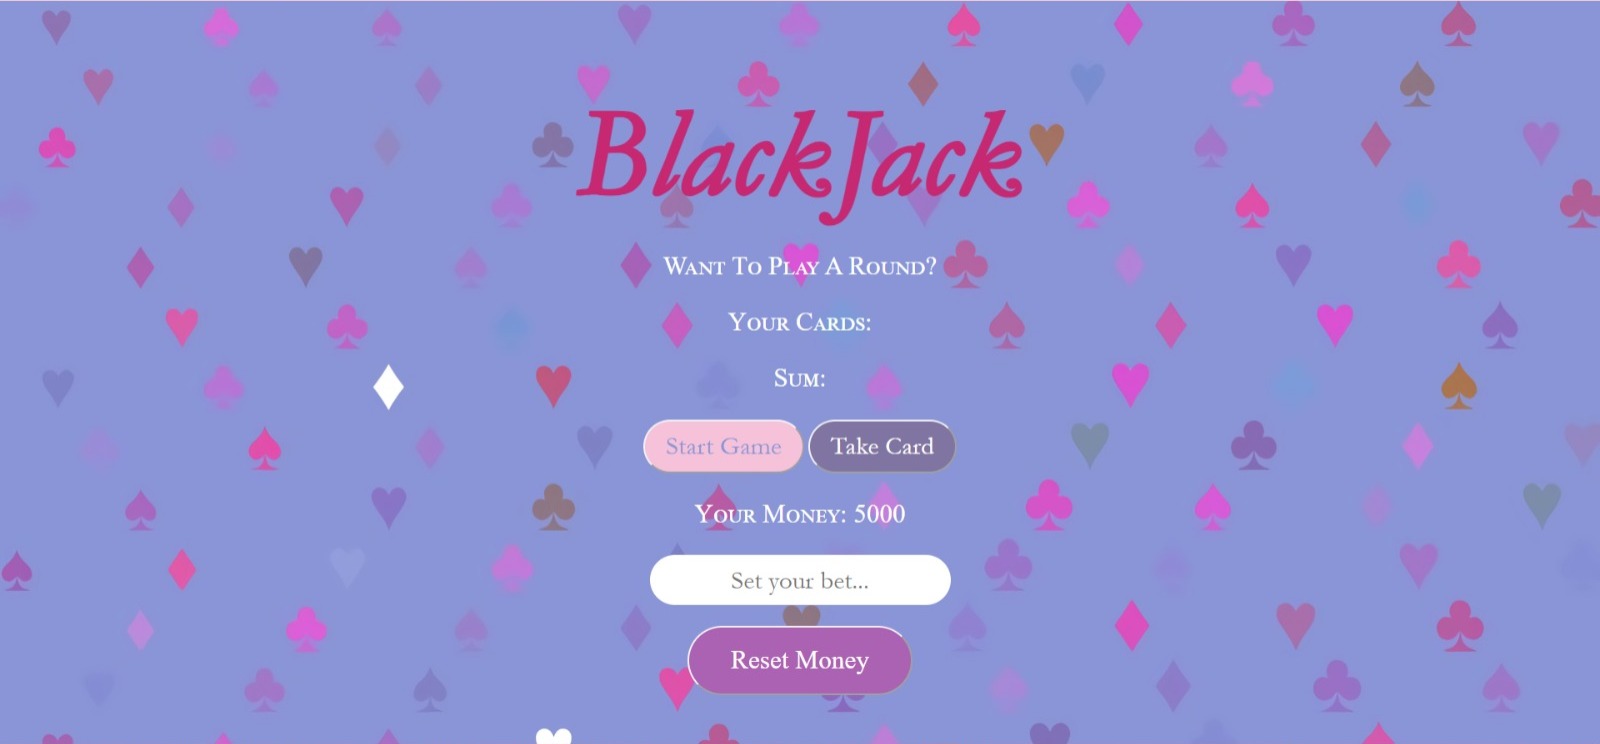 BlackJack
Want To Play A Round?
Your Cards:
Sum:
Start Game Take Card
Your Money: 5000
Set your bet...
Reset Money